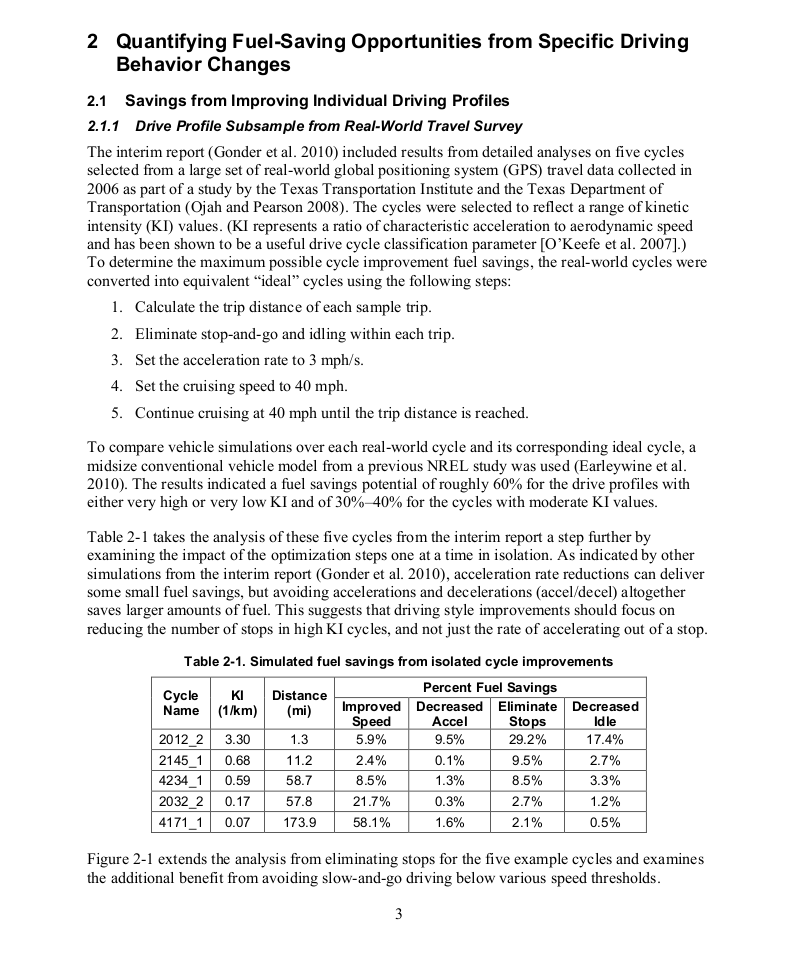 2 Quantifying Fuel-Saving Opportunities from Specific Driving
Behavior Changes
2.1 Savings from Improving Individual Driving Profiles
2.1.1 Drive Profile Subsample from Real-World Travel Survey
The interim report (Gonder et al. 2010) included results from detailed analyses on five cycles
selected from a large set of real-world global positioning system (GPS) travel data collected in
2006 as part of a study by the Texas Transportation Institute and the Texas Department of
Transportation (Ojah and Pearson 2008). The cycles were selected to reflect a range of kinetic
intensity (KI) values. (KI represents a ratio of characteristic acceleration to aerodynamic speed
and has been shown to be a useful drive cycle classification parameter [O’Keefe et al. 2007].)
To determine the maximum possible cycle improvement fuel savings, the real-world cycles were
converted into equivalent “ideal” cycles using the following steps:
1. Calculate the trip distance of each sample trip.
2. Eliminate stop-and-go and idling within each trip.
3. Set the acceleration rate to 3 mph/s.
4. Set the cruising speed to 40 mph.
5. Continue cruising at 40 mph until the trip distance is reached.
To compare vehicle simulations over each real-world cycle and its corresponding ideal cycle, a
midsize conventional vehicle model from a previous NREL study was used (Earleywine et al.
2010). The results indicated a fuel savings potential of roughly 60% for the drive profiles with
either very high or very low KI and of 30%–40% for the cycles with moderate KI values.
Table 2-1 takes the analysis of these five cycles from the interim report a step further by
examining the impact of the optimization steps one at a time in isolation. As indicated by other
simulations from the interim report (Gonder et al. 2010), acceleration rate reductions can deliver
some small fuel savings, but avoiding accelerations and decelerations (accel/decel) altogether
saves larger amounts of fuel. This suggests that driving style improvements should focus on
reducing the number of stops in high KI cycles, and not just the rate of accelerating out of a stop.
Table 2-1. Simulated fuel savings from isolated cycle improvements
Cycle Name KI (1/km) Distance (mi) Percent Fuel Savings
Improved Speed Decreased Accel Eliminate Stops Decreased Idle
2012_2 3.30 1.3 5.9% 9.5% 29.2% 17.4%
2145_1 0.68 11.2 2.4% 0.1% 9.5% 2.7%
4234_1 0.59 58.7 8.5% 1.3% 8.5% 3.3%
2032_2 0.17 57.8 21.7% 0.3% 2.7% 1.2%
4171_1 0.07 173.9 58.1% 1.6% 2.1% 0.5%
Figure 2-1 extends the analysis from eliminating stops for the five example cycles and examines
the additional benefit from avoiding slow-and-go driving below various speed thresholds.
3